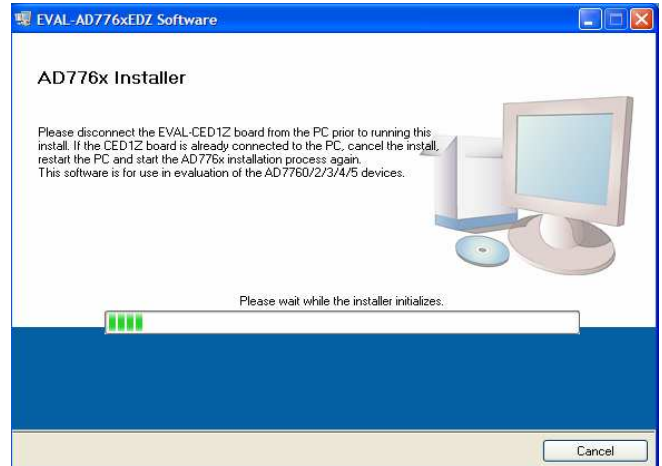 EVAL-AD776xEDZ Software
AD776x Installer
Please disconnect the EVAL-CED1Z board from the PC prior to running this
install. If the CED1Z board is already connected to the PC, cancel the install,
restart the PC and start the AD776x installation process again.
This software is for use in evaluation of the AD7760/2/3/4/5 devices.
Please wait while the installer initializes.
Cancel